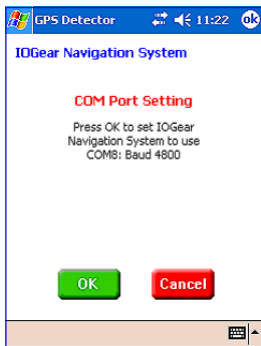 GPS Detector 11:22 ok
IOGear Navigation System
COM Port Setting
Press OK to set IOGear
Navigation System to use
COM8: Baud 4800
OK Cancel